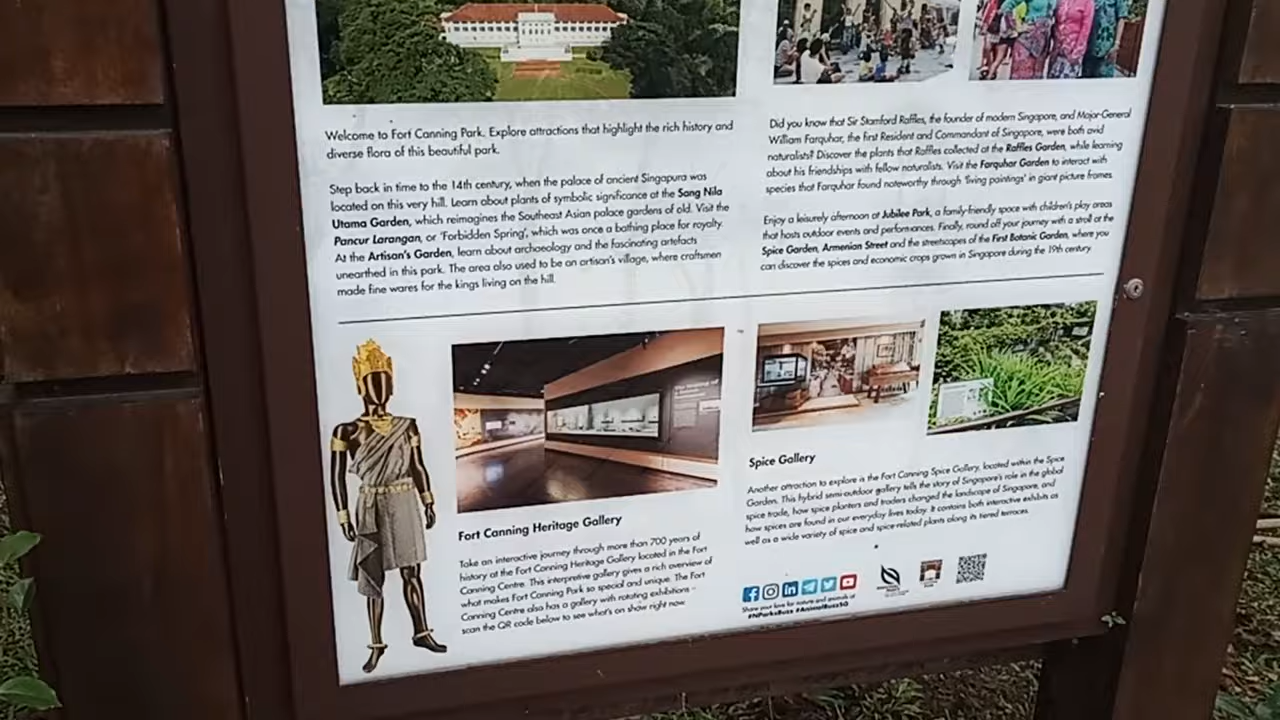 Welcome to Fort Canning Park. Explore attractions that highlight the rich history and
diverse flora of this beautiful park.
Step back in time to the 14th century, when the palace of ancient Singapura was
located on this very hill. Learn about plants of symbolic significance at the Sang Nila
Utama Garden, which reimagines the Southeast Asian palace gardens of old. Visit the
Pancur Larangan, or 'Forbidden Spring', which was once a bathing place for royalty.
At the Artisan's Garden, learn about archaeology and the fascinating artefacts
unearthed in this park. The area also used to be an artisan's village, where craftsmen
made fine wares for the kings living on the hill.
Did you know that Sir Stamford Raffles, the founder of modern Singapore, and Major-General
William Farquhar, the first Resident and Commandant of Singapore, were both avid
naturalists? Discover the plants that Raffles collected at the Raffles Garden, while learning
about his friendships with fellow naturalists. Visit the Farquhar Garden to interact with
species that Farquhar found noteworthy through 'living paintings' in giant picture frames.
Enjoy a leisurely afternoon at Jubilee Park, a family-friendly space with children's play areas
that hosts outdoor events and performances. Finally, round off your journey with a stroll at the
Spice Garden, Armenian Street and the streetscapes of the First Botanic Garden, where you
can discover the spices and economic crops grown in Singapore during the 19th century.
Fort Canning Heritage Gallery
Take an interactive journey through more than 700 years of
history at the Fort Canning Heritage Gallery located in the Fort
Canning Centre. This interpretive gallery gives a rich overview of
what makes Fort Canning Park so special and unique. The Fort
Canning Centre also has a gallery with rotating exhibitions –
scan the QR code below to see what's on show right now.
Spice Gallery
Another attraction to explore is the Fort Canning Spice Gallery, located within the Spice
Garden. This hybrid semi-outdoor gallery tells the story of Singapore's role in the global
spice trade, how spice planters and traders changed the landscape of Singapore, and
how spices are found in our everyday lives today. It contains both interactive exhibits as
well as a wide variety of spice and spice-related plants along its tiered terraces.
Share your love for nature and animals at
#NParksBuzz #AnimalBuzzSG